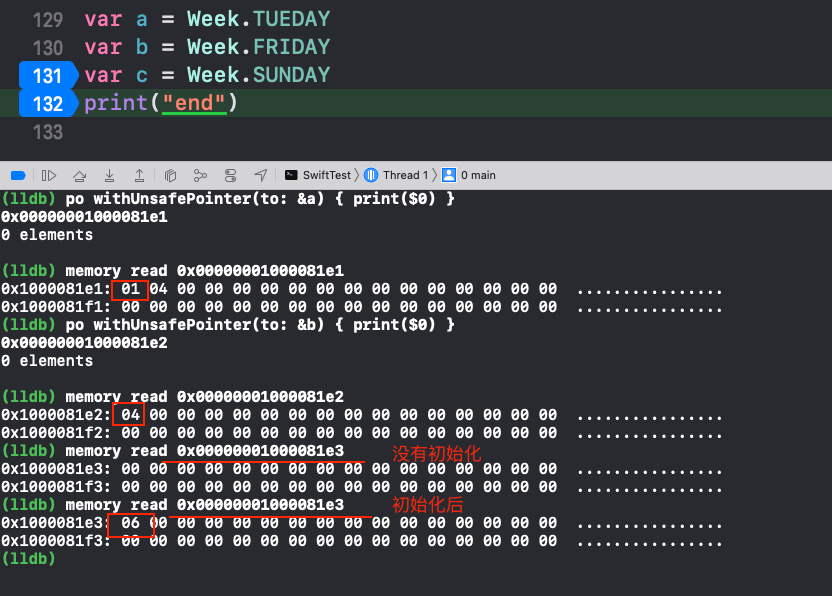 129 var a = Week.TUEDAY
130 var b = Week.FRIDAY
131 var c = Week.SUNDAY
132 print("end")
133
SwiftTest 〉 Thread 1 〉 0 main
(lldb) po withUnsafePointer(to: &a) { print($0) }
0x00000001000081e1
0 elements
(lldb) memory read 0x00000001000081e1
0x1000081e1: 01 04 00 00 00 00 00 00 00 00 00 00 00 00 00 00 ................
0x1000081f1: 00 00 00 00 00 00 00 00 00 00 00 00 00 00 00 00 ................
(lldb) po withUnsafePointer(to: &b) { print($0) }
0x00000001000081e2
0 elements
(lldb) memory read 0x00000001000081e2
0x1000081e2: 04 00 00 00 00 00 00 00 00 00 00 00 00 00 00 00 ................
0x1000081f2: 00 00 00 00 00 00 00 00 00 00 00 00 00 00 00 00 ................
(lldb) memory read 0x00000001000081e3 没有初始化
0x1000081e3: 00 00 00 00 00 00 00 00 00 00 00 00 00 00 00 00 ................
0x1000081f3: 00 00 00 00 00 00 00 00 00 00 00 00 00 00 00 00 ................
(lldb) memory read 0x00000001000081e3 初始化后
0x1000081e3: 06 00 00 00 00 00 00 00 00 00 00 00 00 00 00 00 ................
0x1000081f3: 00 00 00 00 00 00 00 00 00 00 00 00 00 00 00 00 ................
(lldb)